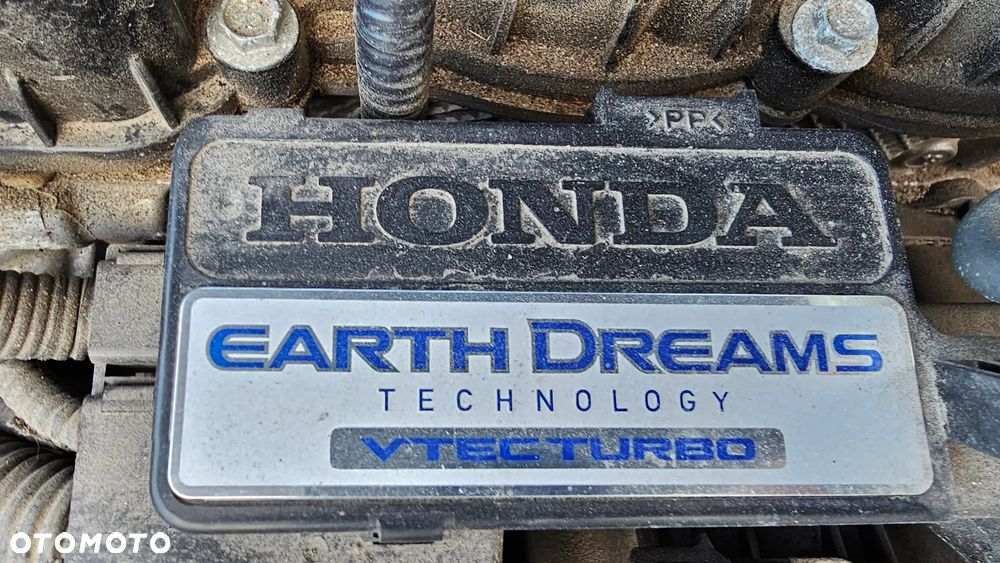 >PP<
HONDA
EARTH DREAMS
TECHNOLOGY
VTEC TURBO
OTOMOTO